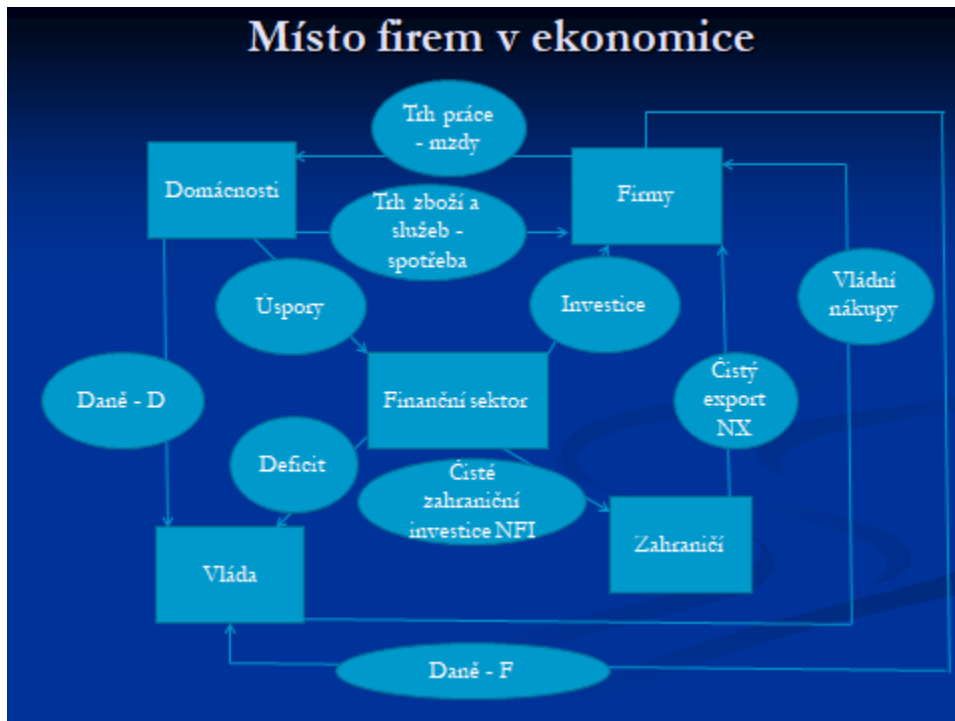 Místo firem v ekonomice
Trh práce
- mzdy
Domácnosti
Firmy
Trh zboží a
služeb -
spotřeba
Úspory
Investice
Vládní
nákupy
Daně - D
Finanční sektor
Čistý
export
NX
Deficit
Čisté
zahraniční
investice NFI
Zahraničí
Vláda
Daně - F